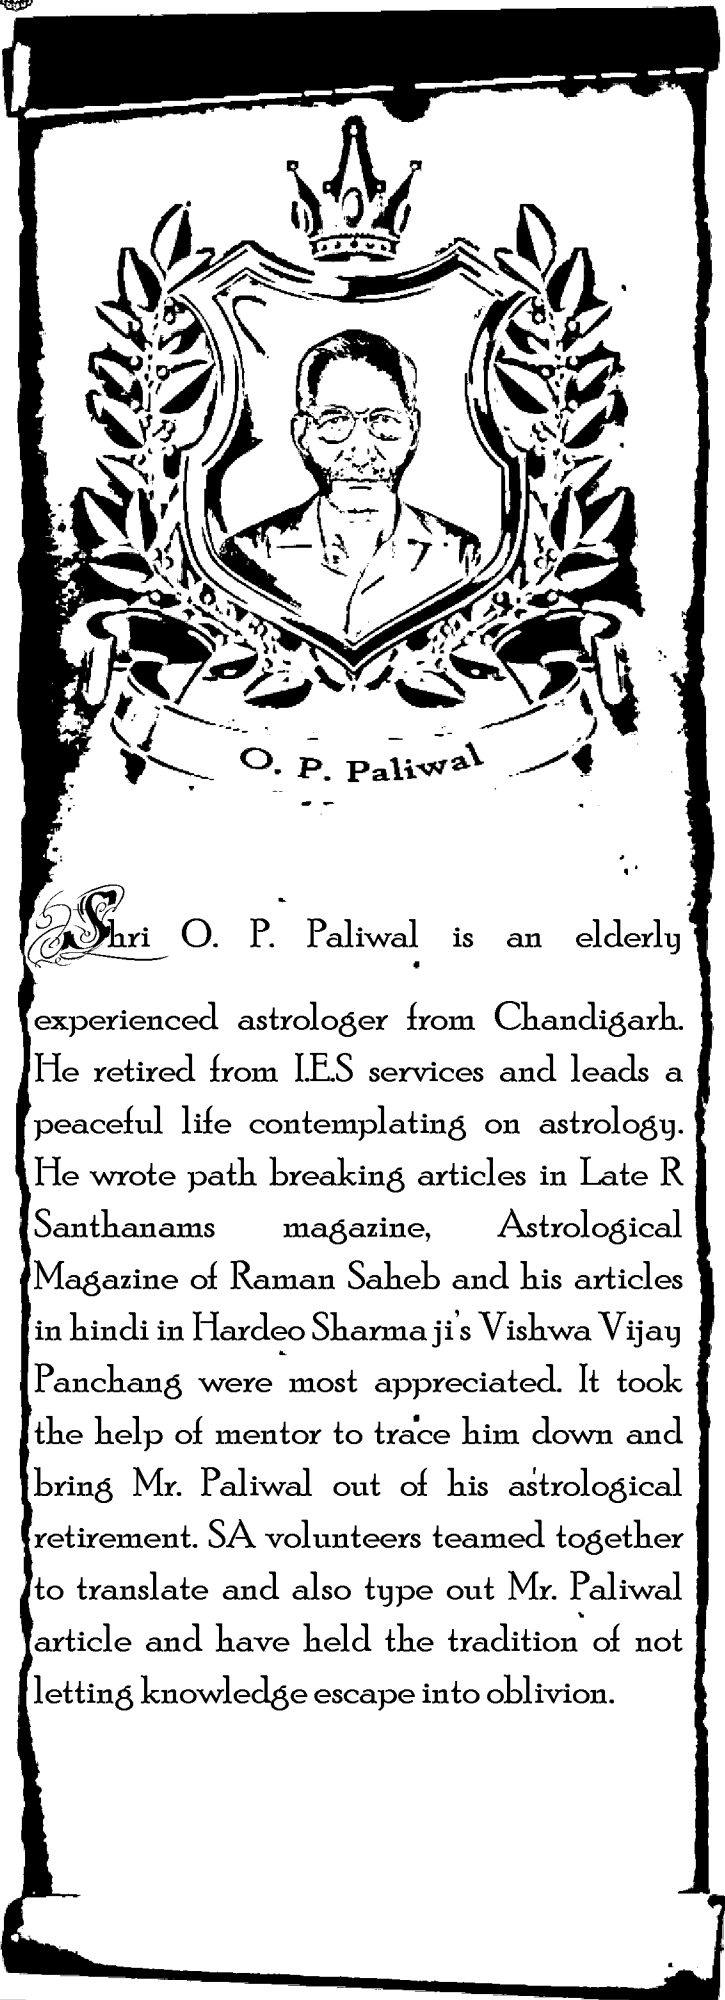 O. P. Paliwal
Shri O. P. Paliwal is an elderly
experienced astrologer from Chandigarh.
He retired from I.E.S services and leads a
peaceful life contemplating on astrology.
He wrote path breaking articles in Late R
Santhanams magazine, Astrological
Magazine of Raman Saheb and his articles
in hindi in Hardeo Sharma ji's Vishwa Vijay
Panchang were most appreciated. It took
the help of mentor to trace him down and
bring Mr. Paliwal out of his astrological
retirement. SA volunteers teamed together
to translate and also type out Mr. Paliwal
article and have held the tradition of not
letting knowledge escape into oblivion.